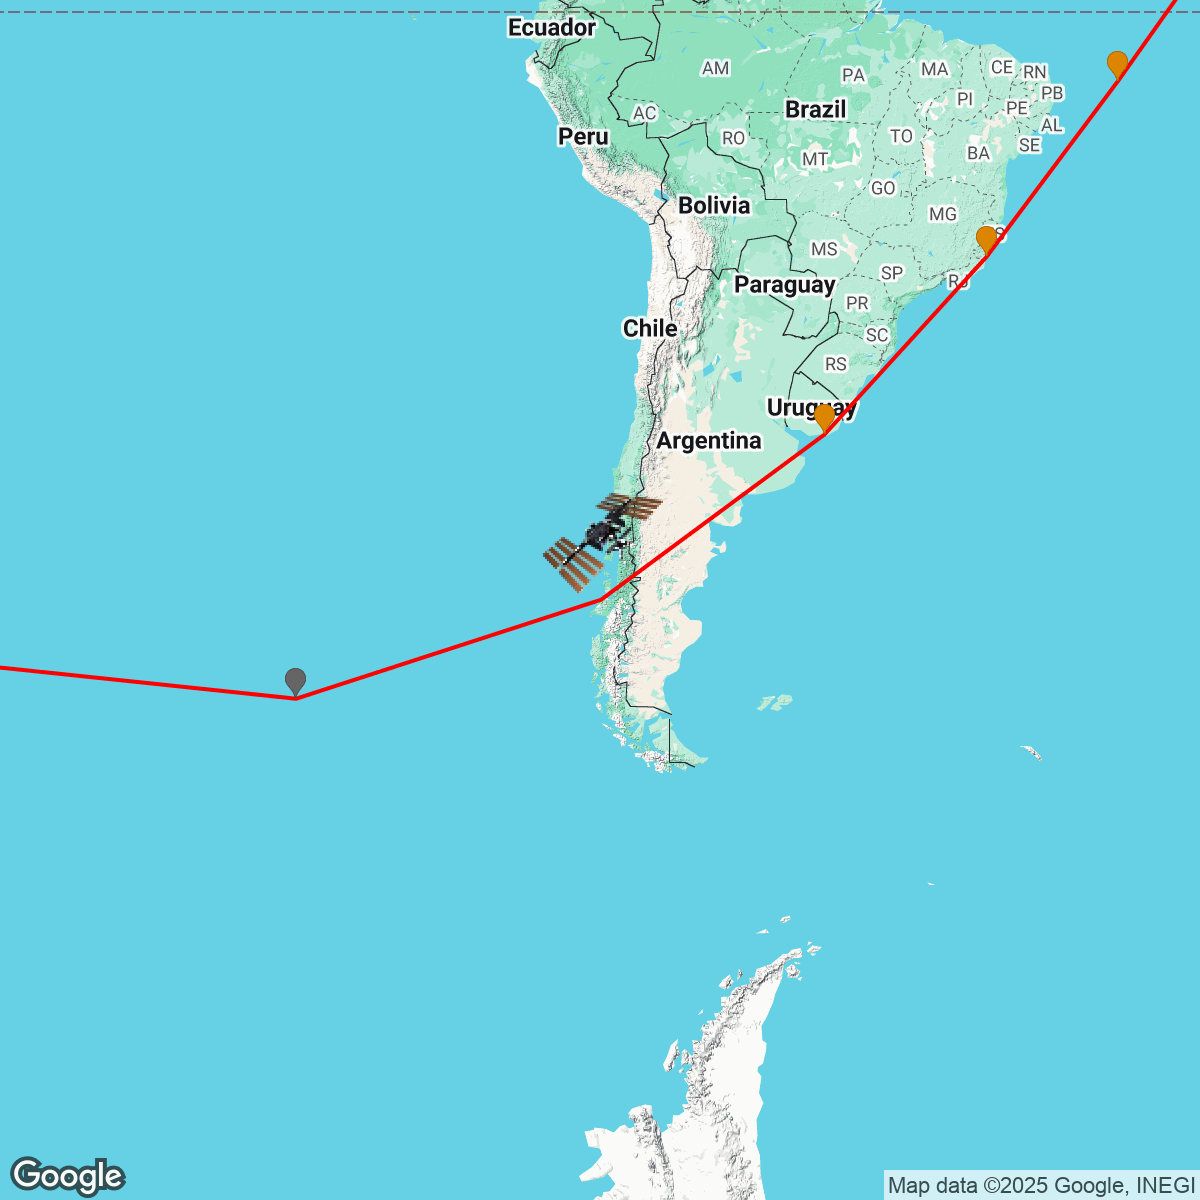 Ecuador
AM
PA
MA
CE
RN
PI
PB
PE
AC
Brazil
AL
Peru
RO
TO
SE
MT
BA
GO
Bolivia
MG
MS
S
SP
Paraguay
RJ
PR
Chile
SC
RS
Uruguay
Argentina
Google
Map data ©2025 Google, INEGI